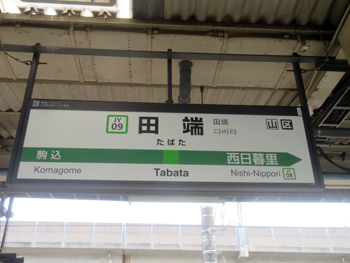 JY
09
田端
田端
다바타
山区
たばた
駒込
西日暮里
Komagome
Tabata
Nishi-Nippori
JY
08